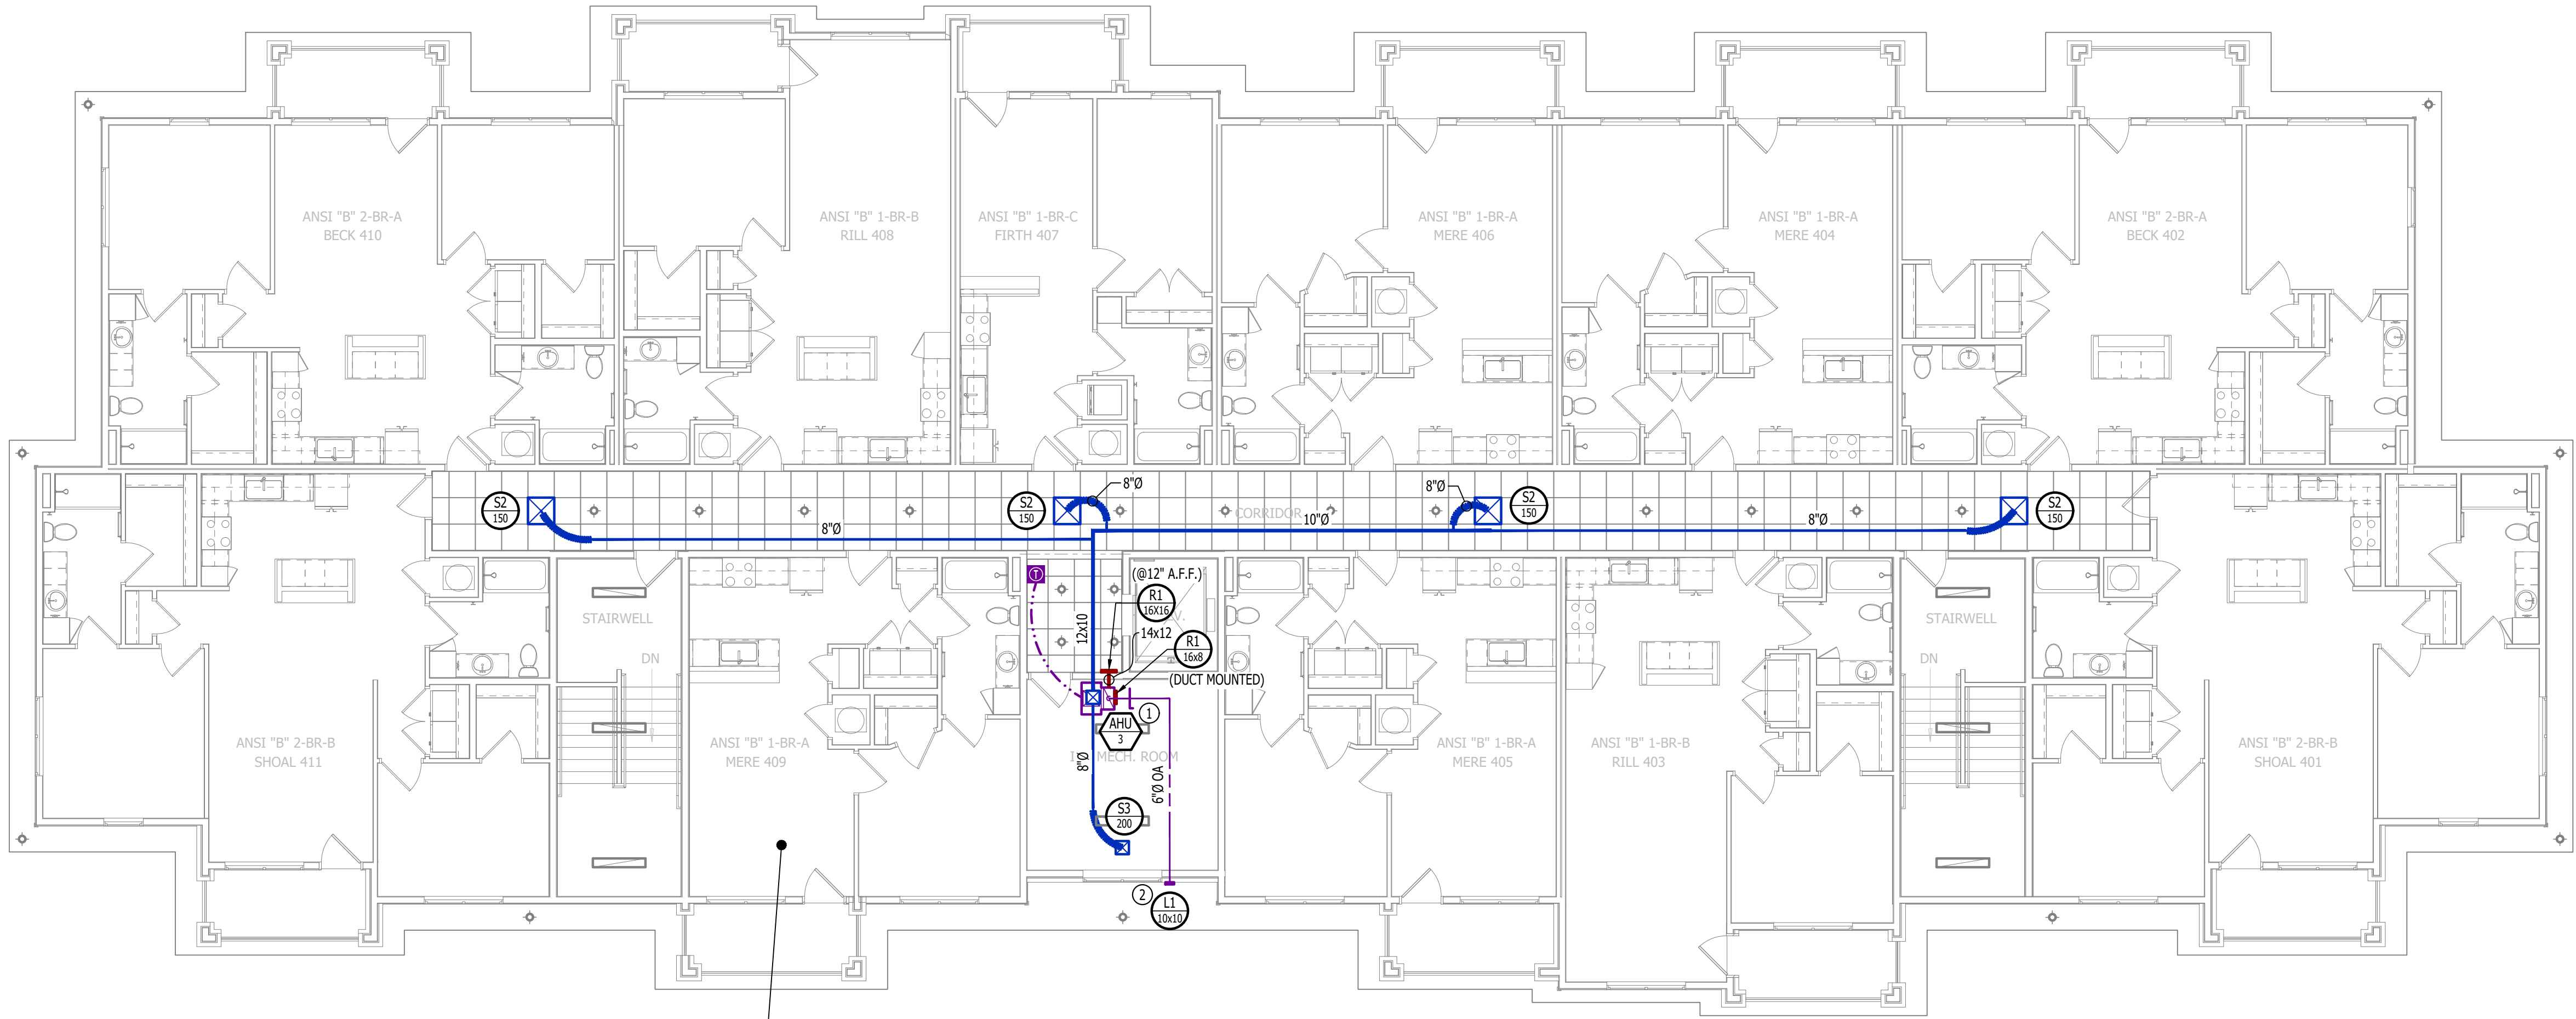 ANSI "B" 2-BR-A
BECK 410
ANSI "B" 1-BR-B
RILL 408
ANSI "B" 1-BR-C
FIRTH 407
ANSI "B" 1-BR-A
MERE 406
ANSI "B" 1-BR-A
MERE 404
ANSI "B" 2-BR-A
BECK 402
S2
150
8"Ø
S2
150
8"Ø
CORRIDOR
10"Ø
8"Ø
S2
150
8"Ø
S2
150
T
(@12" A.F.F.)
R1
16X16
V.
12x10
14x12
R1
16x8
(DUCT MOUNTED)
STAIRWELL
DN
STAIRWELL
DN
1
AHU
3
MECH. ROOM
8"Ø
6"Ø OA
S3
200
2
L1
10x10
ANSI "B" 2-BR-B
SHOAL 411
ANSI "B" 1-BR-A
MERE 409
ANSI "B" 1-BR-A
MERE 405
ANSI "B" 1-BR-B
RILL 403
ANSI "B" 2-BR-B
SHOAL 401